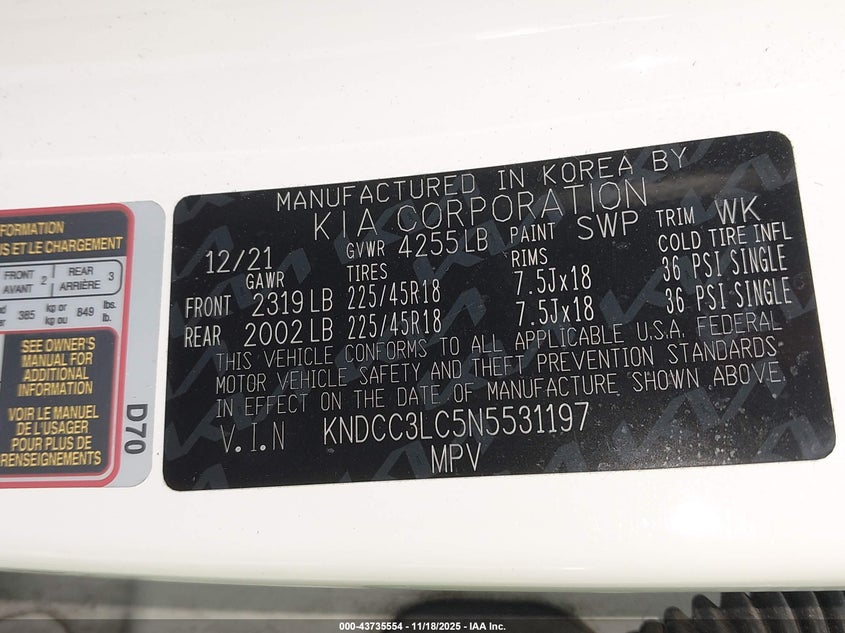 FORMATION
US ET LE CHARGEMENT
FRONT 2 REAR 3
AVANT ARRIÈRE
385 kg or 849 lbs.
kg ou lb.
SEE OWNER'S
MANUAL FOR
ADDITIONAL
INFORMATION
VOIR LE MANUEL
DE L'USAGER
POUR PLUS DE
RENSEIGNEMENTS
D70
MANUFACTURED IN KOREA BY
KIA CORPORATION
12/21 GVWR 4255LB PAINT SWP TRIM WK
GAWR TIRES RIMS COLD TIRE INFL
FRONT 2319LB 225/45R18 7.5Jx18 36 PSI-SINGLE
REAR 2002LB 225/45R18 7.5Jx18 36 PSI-SINGLE
THIS VEHICLE CONFORMS TO ALL APPLICABLE U.S.A. FEDERAL
MOTOR VEHICLE SAFETY AND THEFT PREVENTION STANDARDS
IN EFFECT ON THE DATE OF MANUFACTURE SHOWN ABOVE.
V.I.N KNDCC3LC5N5531197
MPV
000-43735554 — 11/18/2025 — IAA Inc.